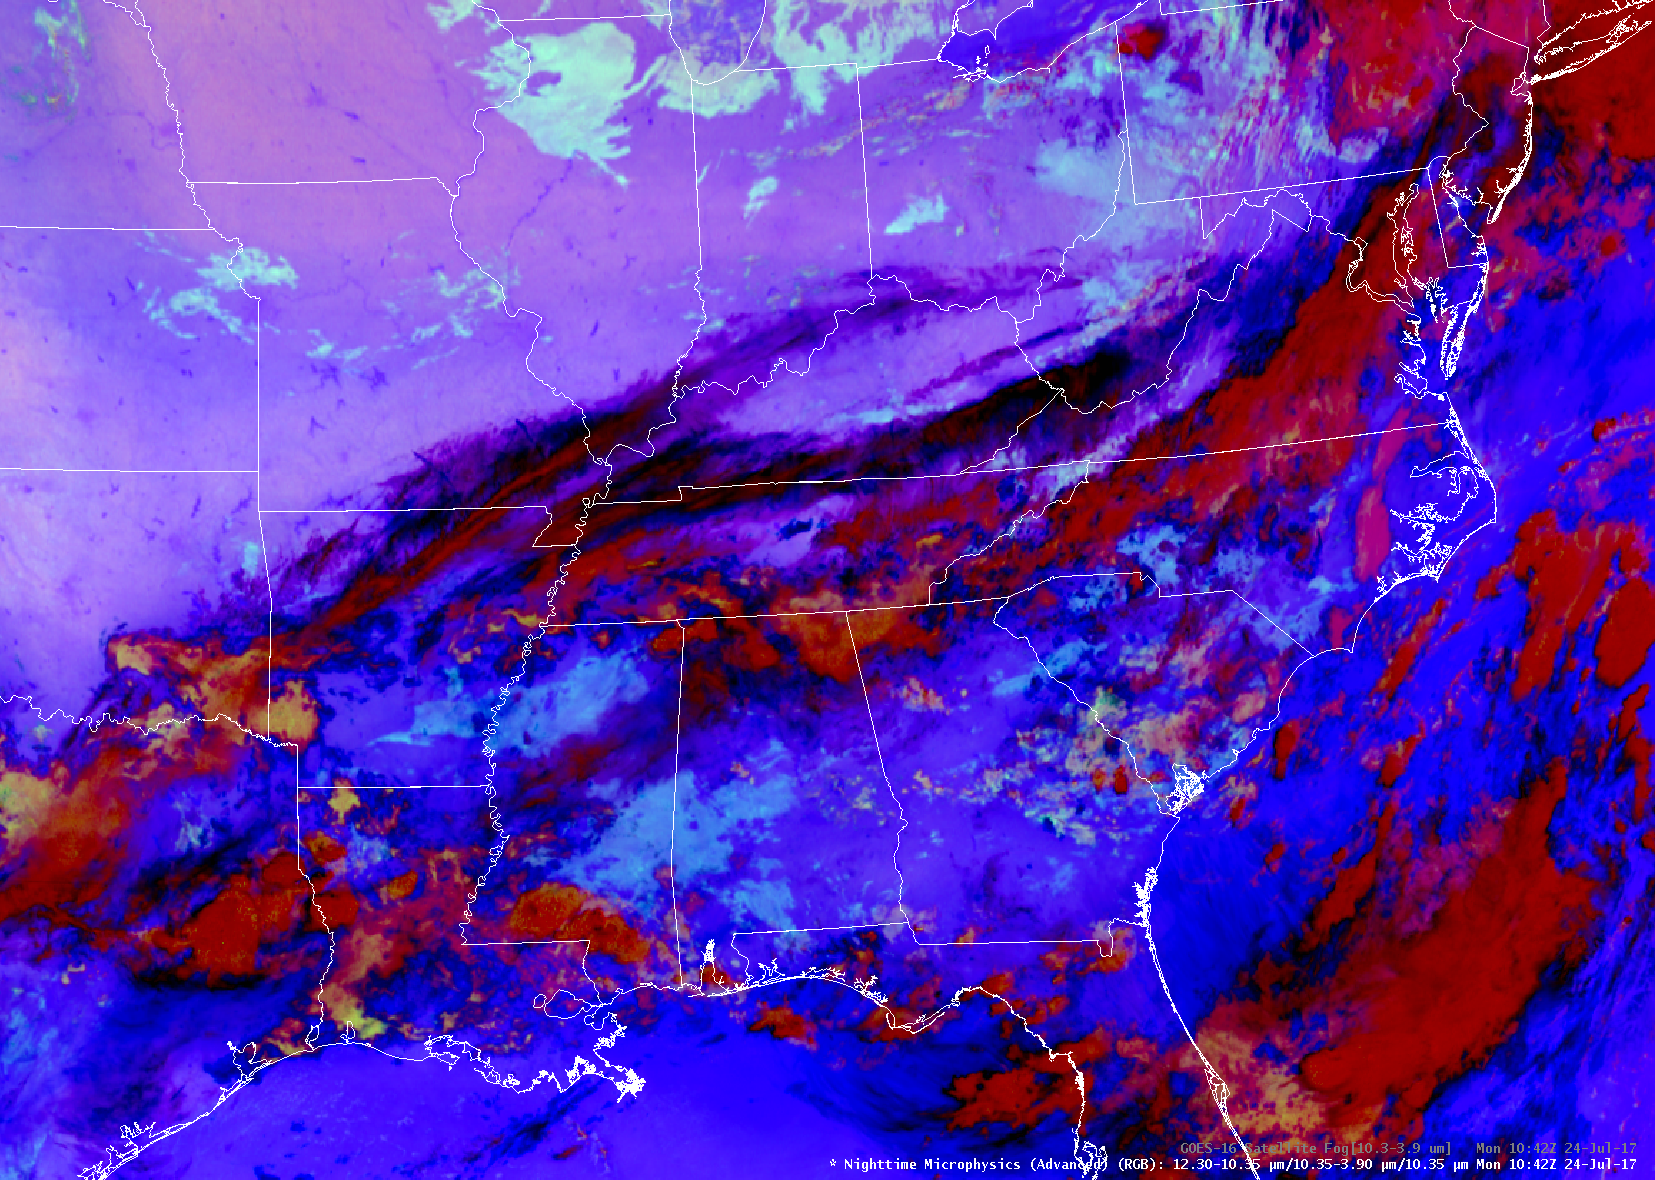 GOES-16 Satellite Fog[10.3-3.9 um] Mon 10:42Z 24-Jul-17
* Nighttime Microphysics (Advanced) (RGB): 12.30-10.35 µm/10.35-3.90 µm/10.35 µm Mon 10:42Z 24-Jul-17